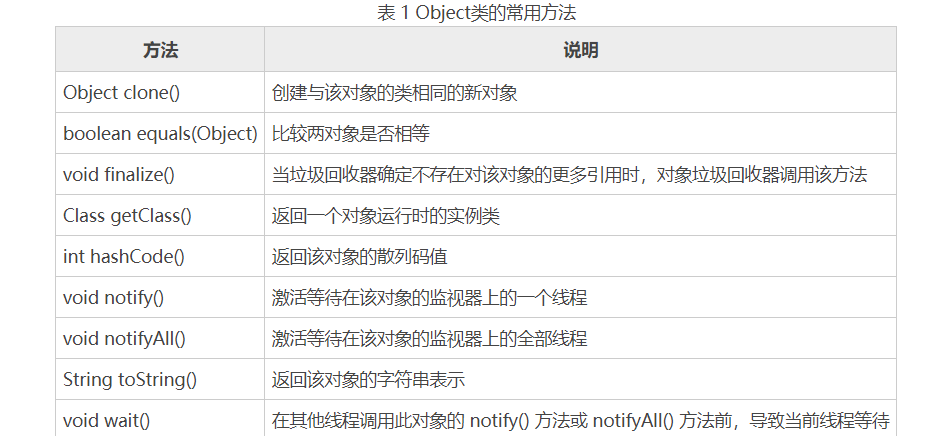 表 1 Object类的常用方法
方法 说明
Object clone() 创建与该对象的类相同的新对象
boolean equals(Object) 比较两对象是否相等
void finalize() 当垃圾回收器确定不存在对该对象的更多引用时，对象垃圾回收器调用该方法
Class getClass() 返回一个对象运行时的实例类
int hashCode() 返回该对象的散列码值
void notify() 激活等待在该对象的监视器上的一个线程
void notifyAll() 激活等待在该对象的监视器上的全部线程
String toString() 返回该对象的字符串表示
void wait() 在其他线程调用此对象的 notify() 方法或 notifyAll() 方法前，导致当前线程等待